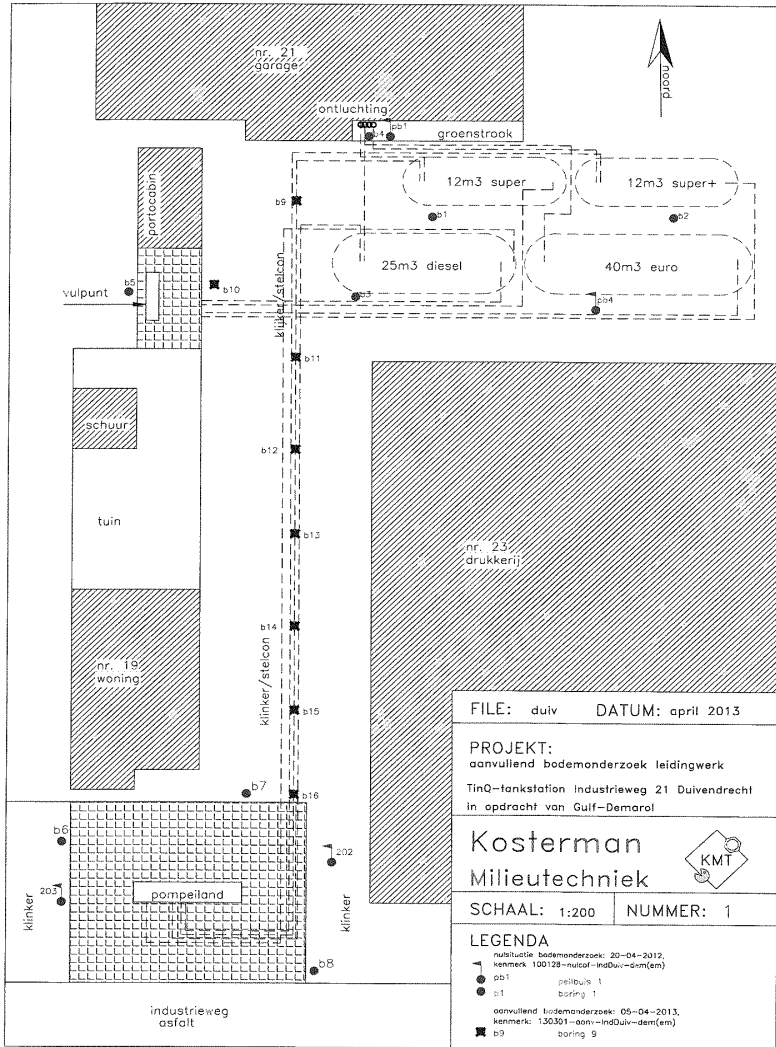 nr. 21
garage
ontluchting
b4
pb1
groenstrook
noord
portocabin
12m3 super
12m3 super+
b9
b1
b2
25m3 diesel
40m3 euro
b5
b10
vulpunt
b3
pb4
klinker/stelcon
b11
schuur
b12
tuin
b13
nr. 23
drukkerij
b14
klinker/stelcon
nr. 19
woning
b15
b7
b16
b6
202
203
pompeiland
klinker
klinker
b8
industrieweg
asfalt
FILE: duiv DATUM: april 2013
PROJEKT:
aanvullend bodemonderzoek leidingwerk
TinQ-tankstation Industrieweg 21 Duivendrecht
in opdracht van Gulf-Demarol
Kosterman
Milieutechniek
KMT
SCHAAL: 1:200 NUMMER: 1
LEGENDA
nulsituatie bodemonderzoek: 20-04-2012,
kenmerk 100128-nulcof-IndDuiv-dem(em)
pb1 peilbuis 1
b1 boring 1
aanvullend bodemonderzoek: 05-04-2013,
kenmerk: 130301-aanv-IndDuiv-dem(em)
b9 boring 9